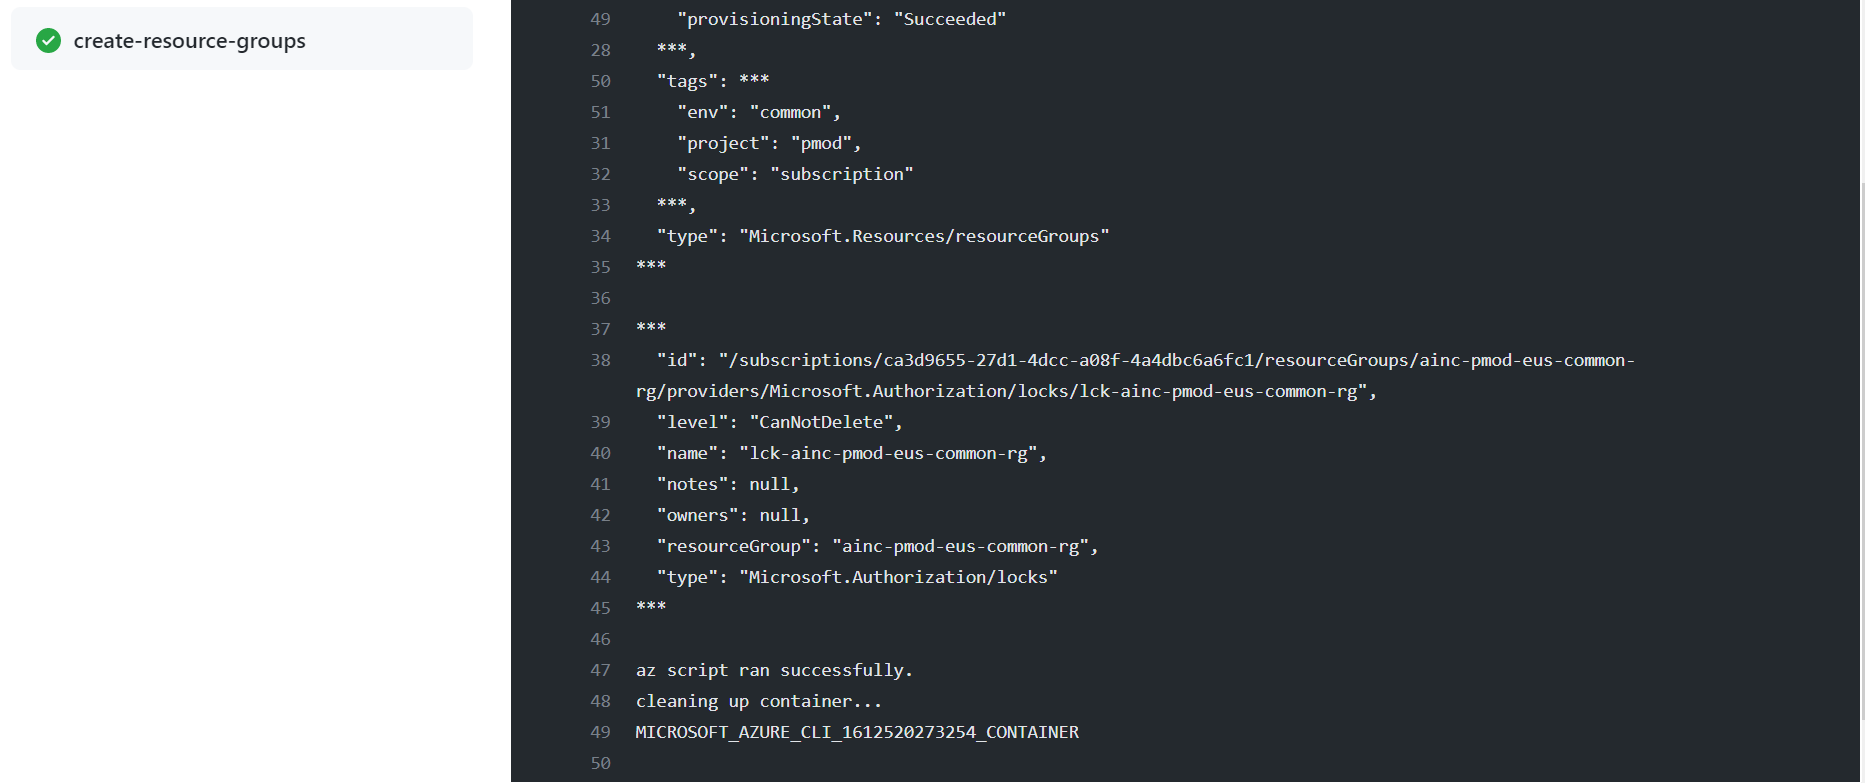 create-resource-groups
49 "provisioningState": "Succeeded"
28 ***,
50 "tags": ***
51 "env": "common",
31 "project": "pmod",
32 "scope": "subscription"
33 ***,
34 "type": "Microsoft.Resources/resourceGroups"
35 ***
36
37 ***
38 "id": "/subscriptions/ca3d9655-27d1-4dcc-a08f-4a4dbc6a6fc1/resourceGroups/ainc-pmod-eus-common-
rg/providers/Microsoft.Authorization/locks/lck-ainc-pmod-eus-common-rg",
39 "level": "CanNotDelete",
40 "name": "lck-ainc-pmod-eus-common-rg",
41 "notes": null,
42 "owners": null,
43 "resourceGroup": "ainc-pmod-eus-common-rg",
44 "type": "Microsoft.Authorization/locks"
45 ***
46
47 az script ran successfully.
48 cleaning up container...
49 MICROSOFT_AZURE_CLI_1612520273254_CONTAINER
50